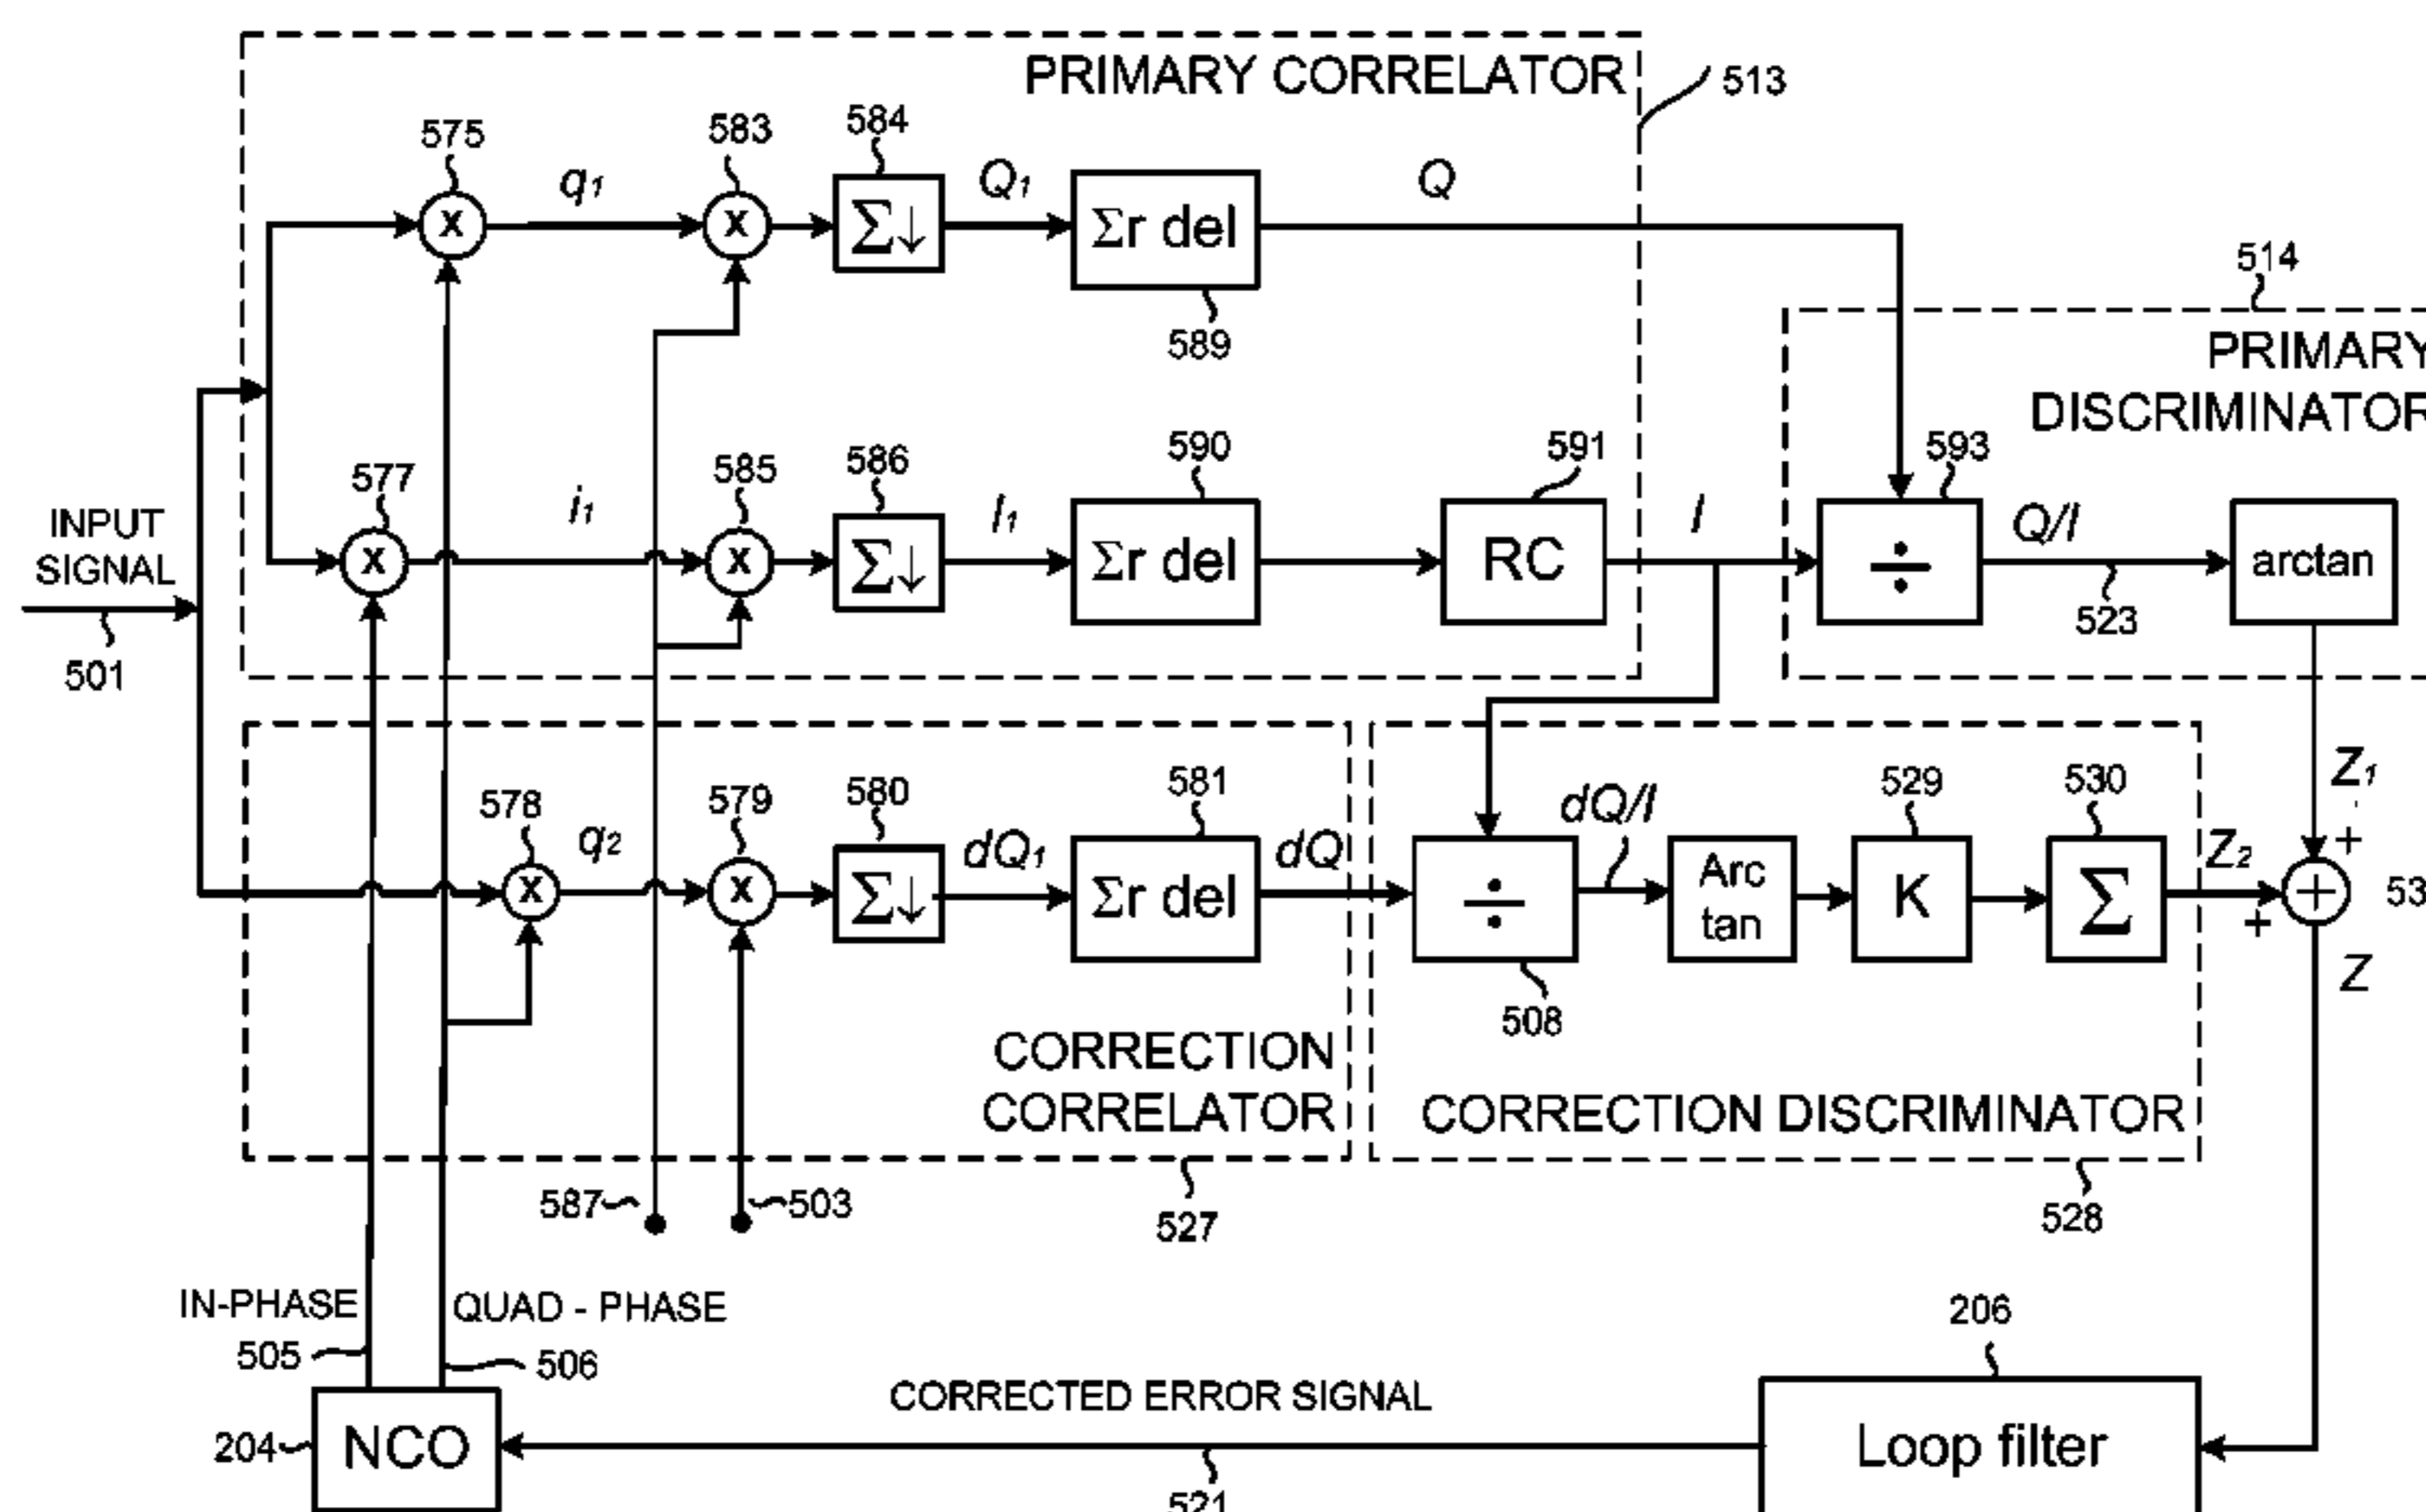 PRIMARY CORRELATOR
513
575
583
584
q1
Q1
Q
x
x
Σ↓
Σr del
589
514
PRIMARY
DISCRIMINATOR
577
i1
585
586
I1
590
591
I
593
Q/I
INPUT
SIGNAL
501
x
x
Σ↓
Σr del
RC
÷
523
arctan
578
q2
579
580
dQ1
581
dQ
dQ/I
529
530
Z2
Z1
+
x
x
Σ↓
Σr del
÷
Arc
tan
K
Σ
+
+
53
508
Z
CORRECTION
CORRELATOR
CORRECTION DISCRIMINATOR
587
503
527
528
IN-PHASE
QUAD - PHASE
505
506
206
CORRECTED ERROR SIGNAL
204
NCO
Loop filter
521